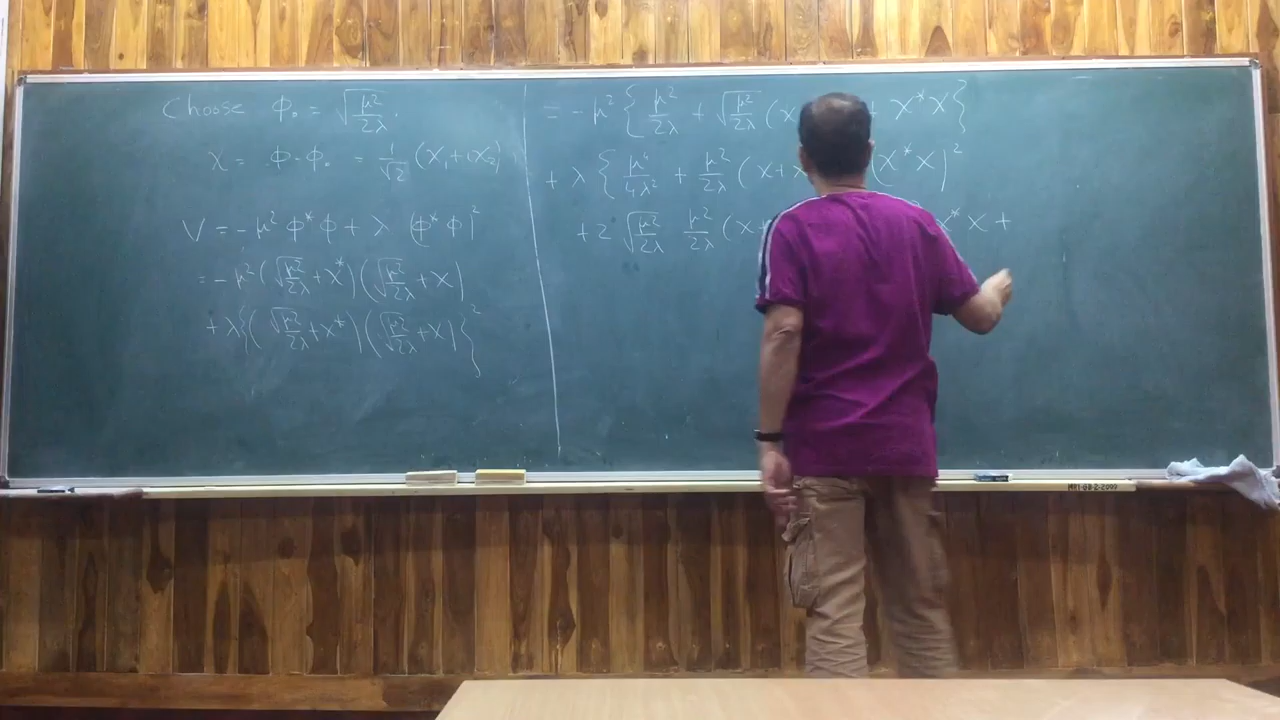 Choose φ₀ = √(μ²/2λ) .
χ = φ - φ₀ = 1/√2 (χ₁ + iχ₂)
V = - μ² φ* φ + λ (φ* φ)²
= - μ² (√(μ²/2λ) + χ*) (√(μ²/2λ) + χ)
+ λ { (√(μ²/2λ) + χ*) (√(μ²/2λ) + χ) }²
= - μ² { μ²/2λ + √(μ²/2λ) (χ + χ* χ }
+ λ { μ⁴/4λ² + μ²/2λ (χ + (χ* χ)²
+ 2 √(μ²/2λ) μ²/2λ (χ + χ* χ +